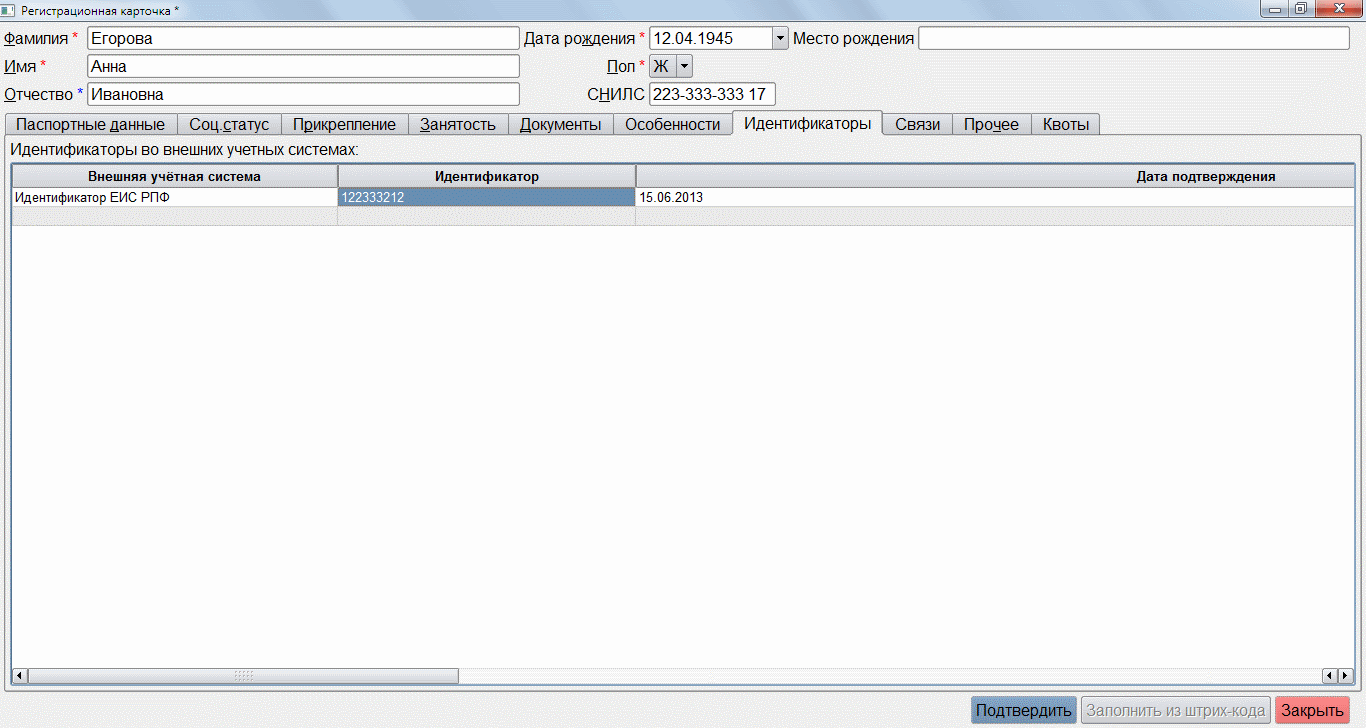 Регистрационная карточка *
Фамилия * Егорова Дата рождения * 12.04.1945 Место рождения
Имя * Анна Пол * Ж
Отчество * Ивановна СНИЛС 223-333-333 17
Паспортные данные Соц.статус Прикрепление Занятость Документы Особенности Идентификаторы Связи Прочее Квоты
Идентификаторы во внешних учетных системах:
Внешняя учётная система Идентификатор Дата подтверждения
Идентификатор ЕИС РПФ 122333212 15.06.2013
Подтвердить Заполнить из штрих-кода Закрыть